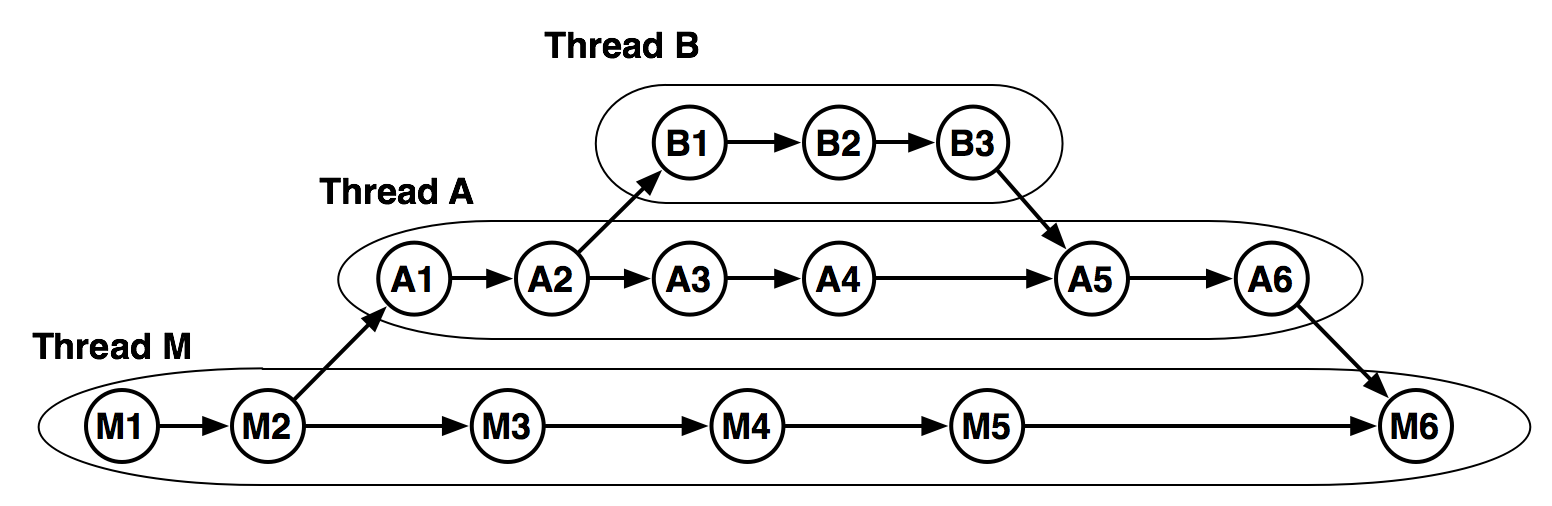 Thread B
B1 B2 B3
Thread A
A1 A2 A3 A4 A5 A6
Thread M
M1 M2 M3 M4 M5 M6